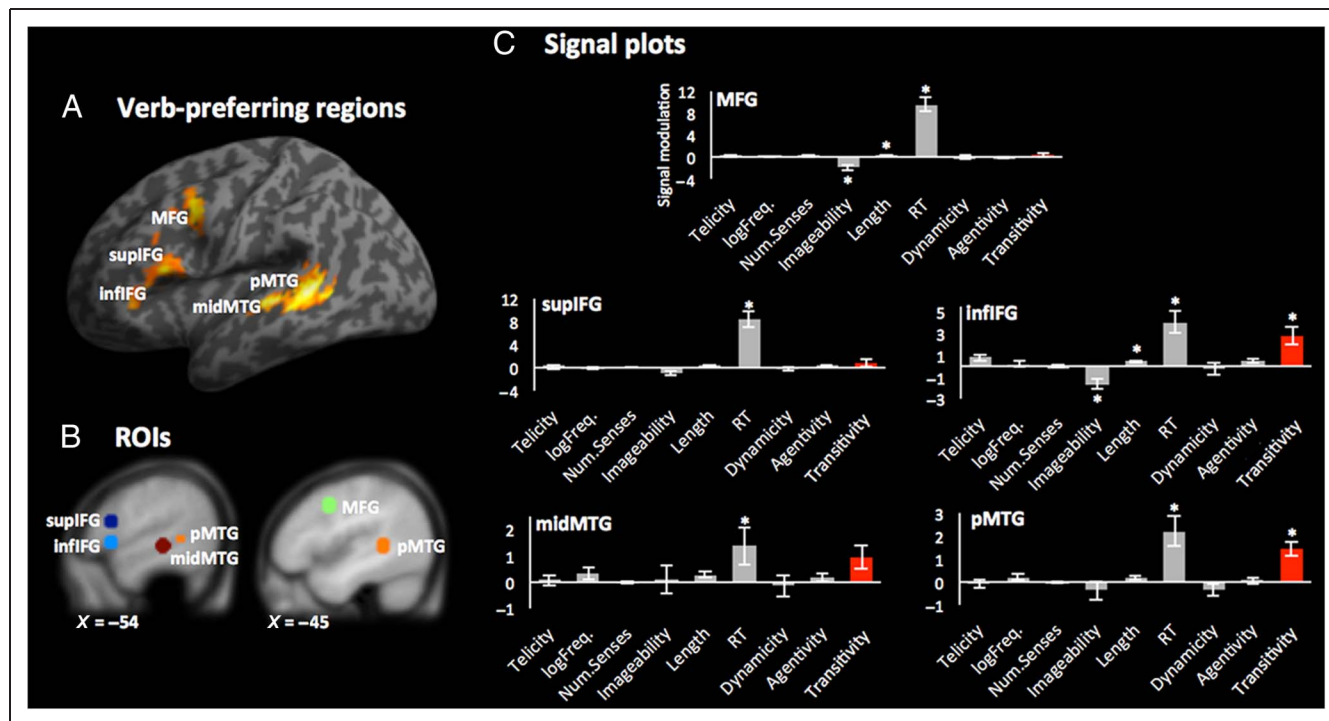 A Verb-preferring regions
MFG
supIFG
infIFG
pMTG
midMTG
B ROIs
supIFG
infIFG
pMTG
midMTG
x = –54
MFG
pMTG
x = –45
C Signal plots
Signal modulation
12
8
4
0
–4
MFG
*
*
*
Telicity
logFreq.
Num.Senses
Imageability
Length
RT
Dynamicity
Agentivity
Transitivity
12
8
4
0
–4
supIFG
*
Telicity
logFreq.
Num.Senses
Imageability
Length
RT
Dynamicity
Agentivity
Transitivity
5
3
1
–1
–3
infIFG
*
*
*
*
Telicity
logFreq.
Num.Senses
Imageability
Length
RT
Dynamicity
Agentivity
Transitivity
2
1
0
–1
midMTG
*
Telicity
logFreq.
Num.Senses
Imageability
Length
RT
Dynamicity
Agentivity
Transitivity
3
2
1
0
–1
pMTG
*
*
Telicity
logFreq.
Num.Senses
Imageability
Length
RT
Dynamicity
Agentivity
Transitivity